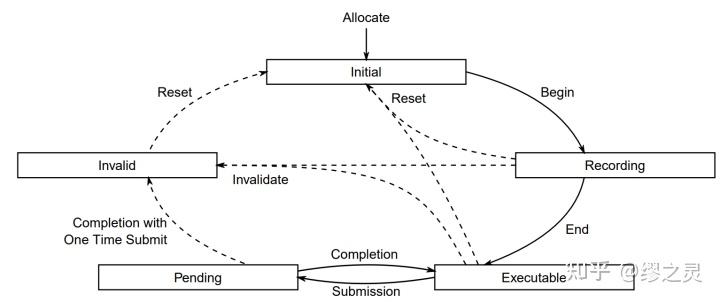 Allocate
Initial
Reset
Reset
Begin
Invalid
Invalidate
Recording
Completion with
One Time Submit
End
Completion
Pending
Executable
Submission
知乎 @缪之灵